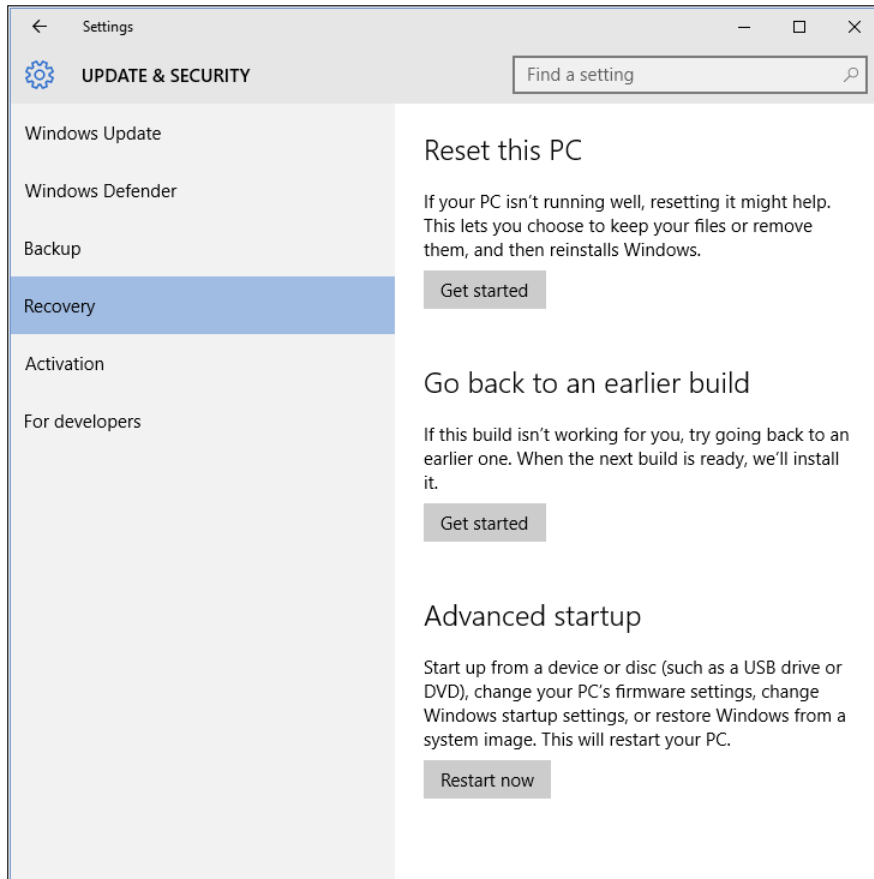 Settings
UPDATE & SECURITY
Find a setting
Windows Update
Windows Defender
Backup
Recovery
Activation
For developers
Reset this PC
If your PC isn’t running well, resetting it might help.
This lets you choose to keep your files or remove
them, and then reinstalls Windows.
Get started
Go back to an earlier build
If this build isn’t working for you, try going back to an
earlier one. When the next build is ready, we’ll install
it.
Get started
Advanced startup
Start up from a device or disc (such as a USB drive or
DVD), change your PC’s firmware settings, change
Windows startup settings, or restore Windows from a
system image. This will restart your PC.
Restart now